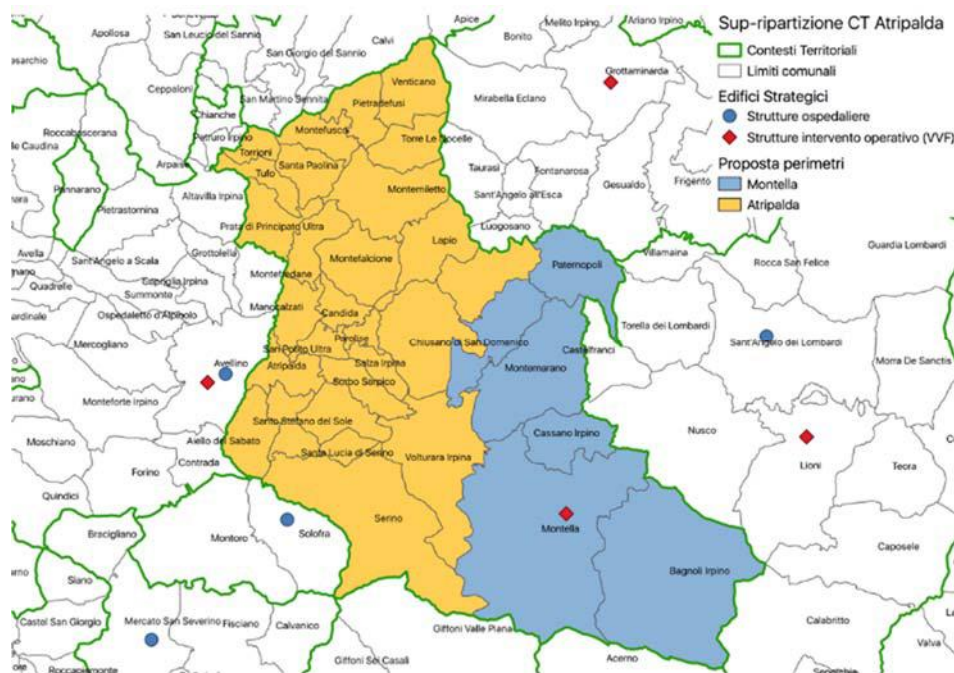 Sup-ripartizione CT Atripalda
Contesti Territoriali
Limiti comunali
Edifici Strategici
Strutture ospedaliere
Strutture intervento operativo (VVF)
Proposta perimetri
Montella
Atripalda
Apollosa
San Leucio del Sannio
San Giorgio del Sannio
Calvi
Apice
Bonito
Melito Irpino
Ariano Irpino
Ceppaloni
San Martino Sannita
Venticano
Mirabella Eclano
Grottaminarda
Pietradefusi
Chianche
Roccabascerana
Petruro Irpino
Montefusco
Torre Le Nocelle
Torrioni
Arpaise
Santa Paolina
Taurasi
Fontanarosa
Gesualdo
Frigento
Tufo
Pannarano
Altavilla Irpina
Montemiletto
Sant'Angelo all'Esca
Pietrastornina
Prata di Principato Ultra
Luogosano
Lapio
Grottolella
Avella
Sant'Angelo a Scala
Montefalcione
Villamaina
Guardia Lombardi
Paternopoli
Rocca San Felice
Montefredane
Capriglia Irpina
Quadrelle
Summonte
Manocalzati
Candida
Ospedaletto d'Alpinolo
Torella dei Lombardi
Mercogliano
Parolise
Chiusano di San Domenico
Sant'Angelo dei Lombardi
San Potito Ultra
Castelfranci
Avellino
Atripalda
Salza Irpina
Montemarano
Morra De Sanctis
Sorbo Serpico
Monteforte Irpino
Santo Stefano del Sole
Nusco
Moschiano
Aiello del Sabato
Cassano Irpino
Contrada
Santa Lucia di Serino
Volturara Irpina
Forino
Lioni
Teora
Quindici
Serino
Montella
Bracigliano
Montoro
Solofra
Caposele
Siano
Bagnoli Irpino
Castel San Giorgio
Mercato San Severino
Fisciano
Calvanico
Giffoni Valle Piana
Calabritto
Valva
Roccapiemonte
Giffoni Sei Casali
Acerno